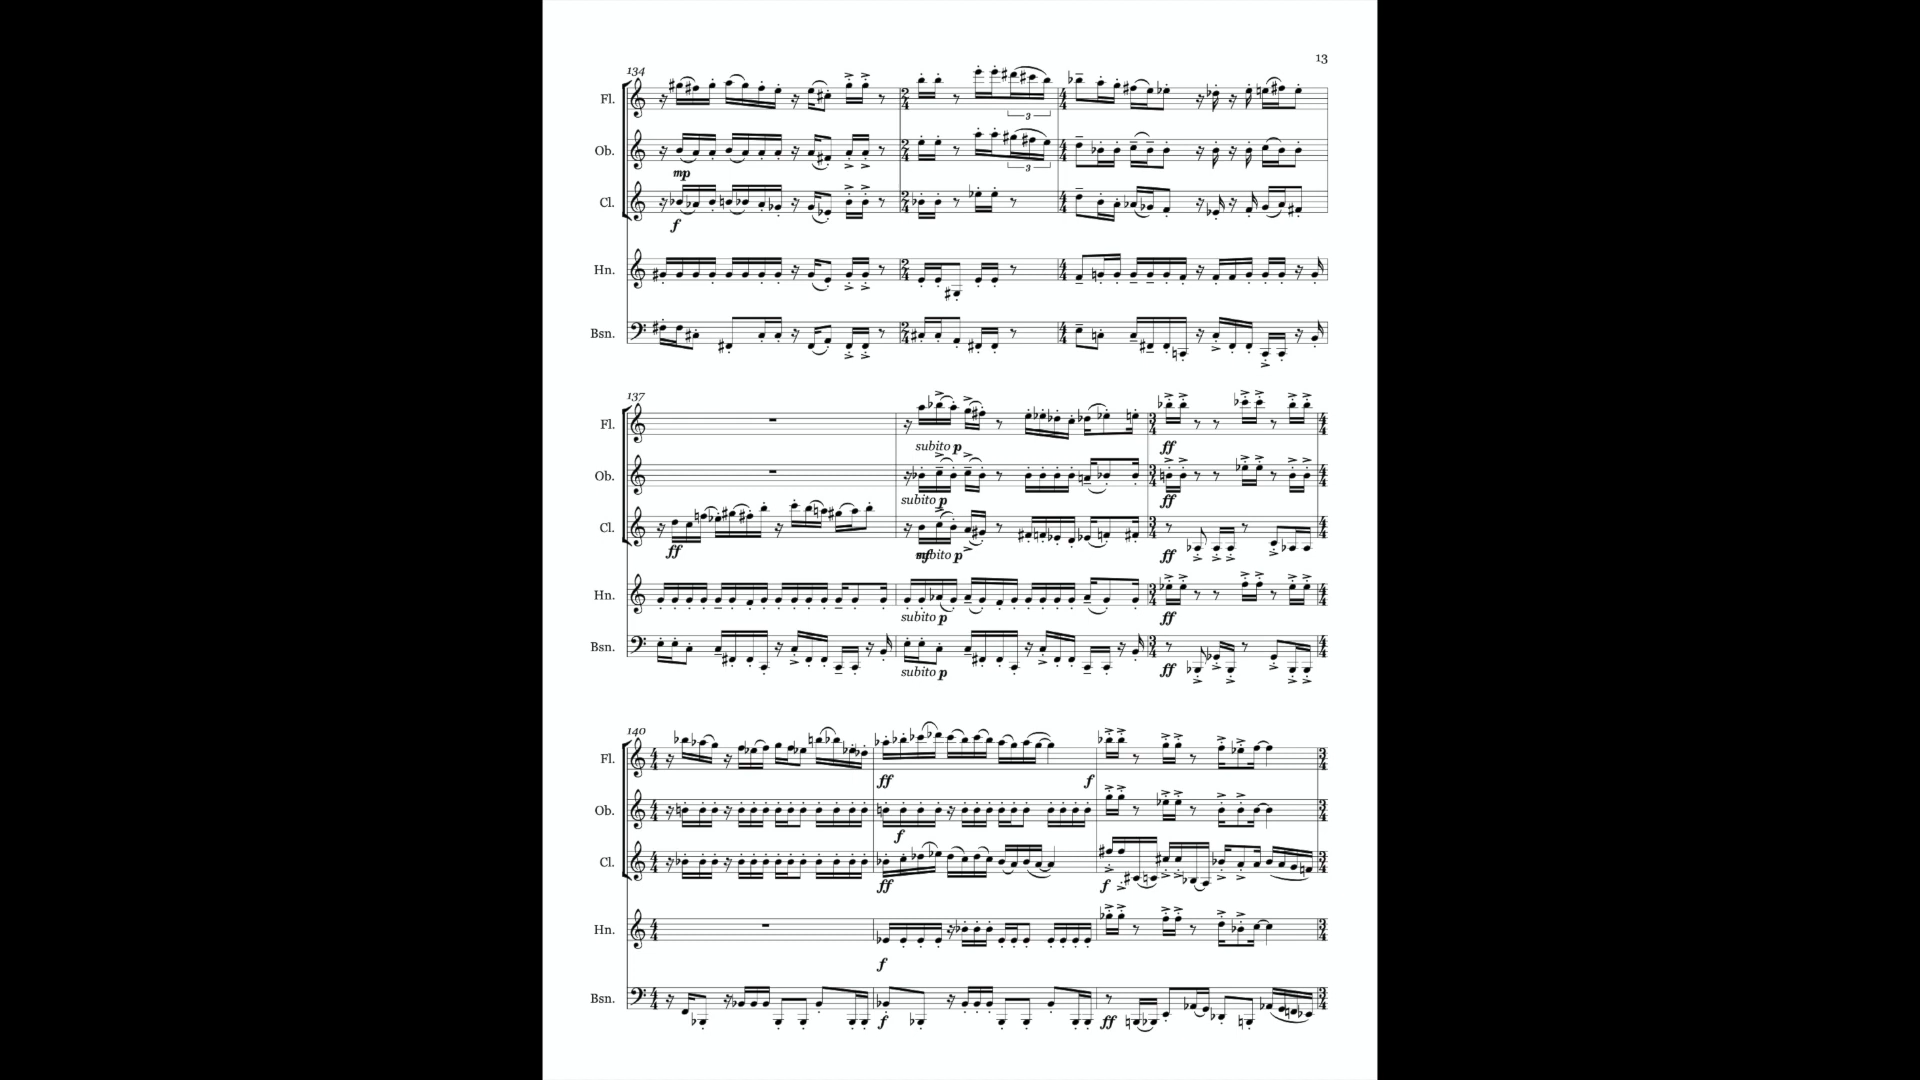 13
134
Fl.
3
Ob.
mp
3
Cl.
f
Hn.
Bsn.
137
Fl.
subito p
ff
Ob.
subito p
ff
Cl.
ff
subito p
ff
Hn.
subito p
ff
Bsn.
subito p
ff
140
Fl.
ff
f
Ob.
f
Cl.
ff
f
Hn.
f
Bsn.
f
ff